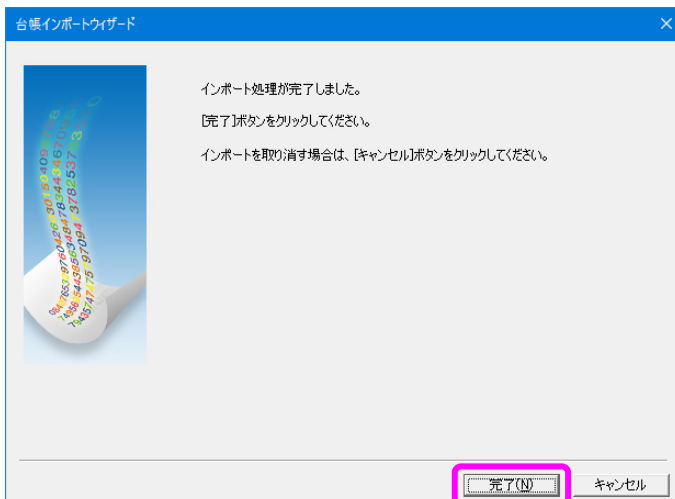 台帳インポートウィザード
インポート処理が完了しました。
[完了]ボタンをクリックしてください。
インポートを取り消す場合は、[キャンセル]ボタンをクリックしてください。
完了(N)
キャンセル